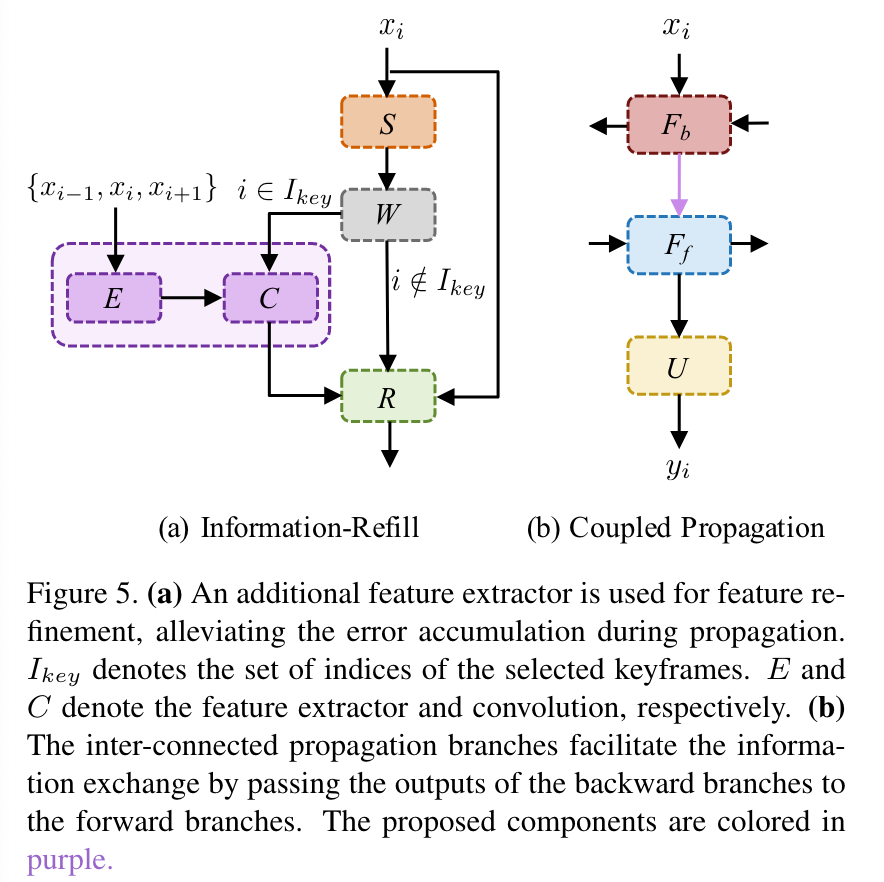 x_i
x_i
S
F_b
{x_{i−1}, x_i, x_{i+1}}
i ∈ I_{key}
W
E
C
i ∉ I_{key}
F_f
R
U
y_i
(a) Information-Refill
(b) Coupled Propagation
Figure 5. (a) An additional feature extractor is used for feature re-
finement, alleviating the error accumulation during propagation.
I_{key} denotes the set of indices of the selected keyframes. E and
C denote the feature extractor and convolution, respectively. (b)
The inter-connected propagation branches facilitate the informa-
tion exchange by passing the outputs of the backward branches to
the forward branches. The proposed components are colored in
purple.